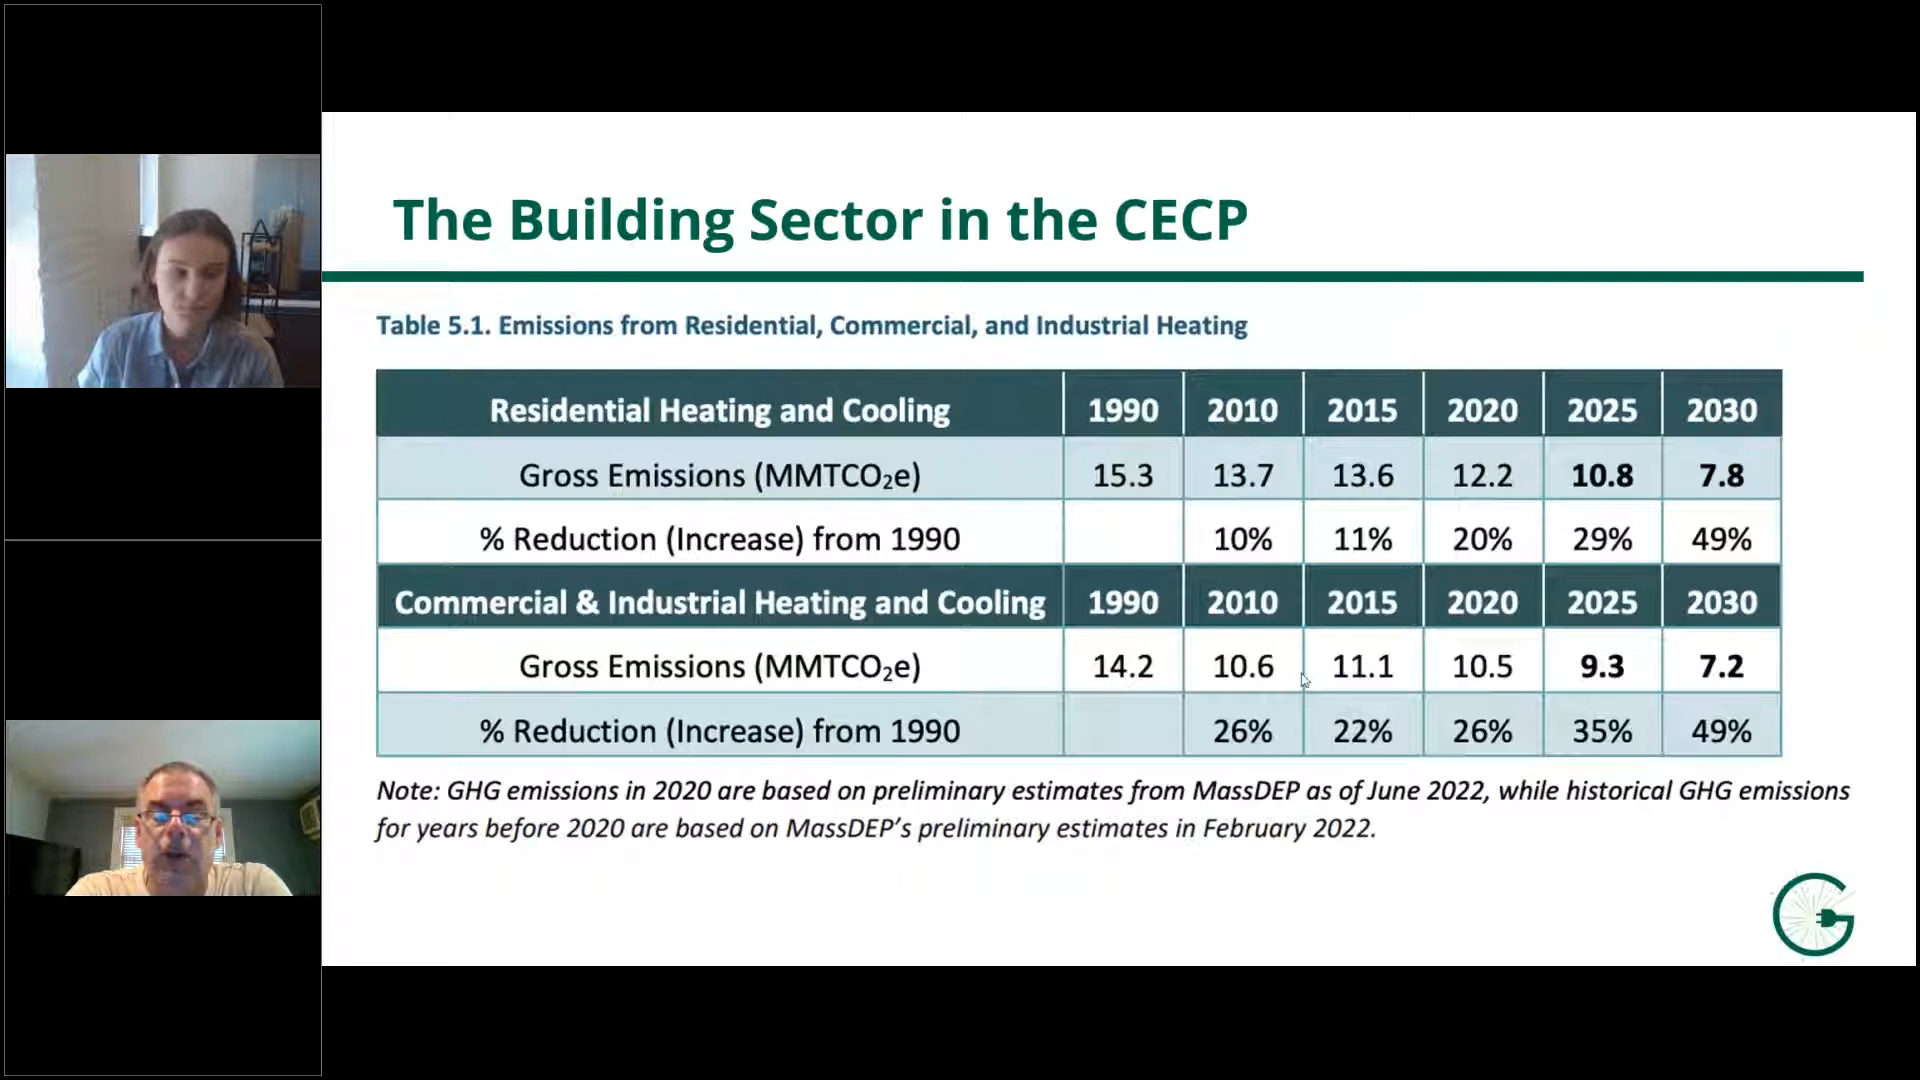 The Building Sector in the CECP
Table 5.1. Emissions from Residential, Commercial, and Industrial Heating
Residential Heating and Cooling 1990 2010 2015 2020 2025 2030
Gross Emissions (MMTCO₂e) 15.3 13.7 13.6 12.2 10.8 7.8
% Reduction (Increase) from 1990 10% 11% 20% 29% 49%
Commercial & Industrial Heating and Cooling 1990 2010 2015 2020 2025 2030
Gross Emissions (MMTCO₂e) 14.2 10.6 11.1 10.5 9.3 7.2
% Reduction (Increase) from 1990 26% 22% 26% 35% 49%
Note: GHG emissions in 2020 are based on preliminary estimates from MassDEP as of June 2022, while historical GHG emissions
for years before 2020 are based on MassDEP's preliminary estimates in February 2022.